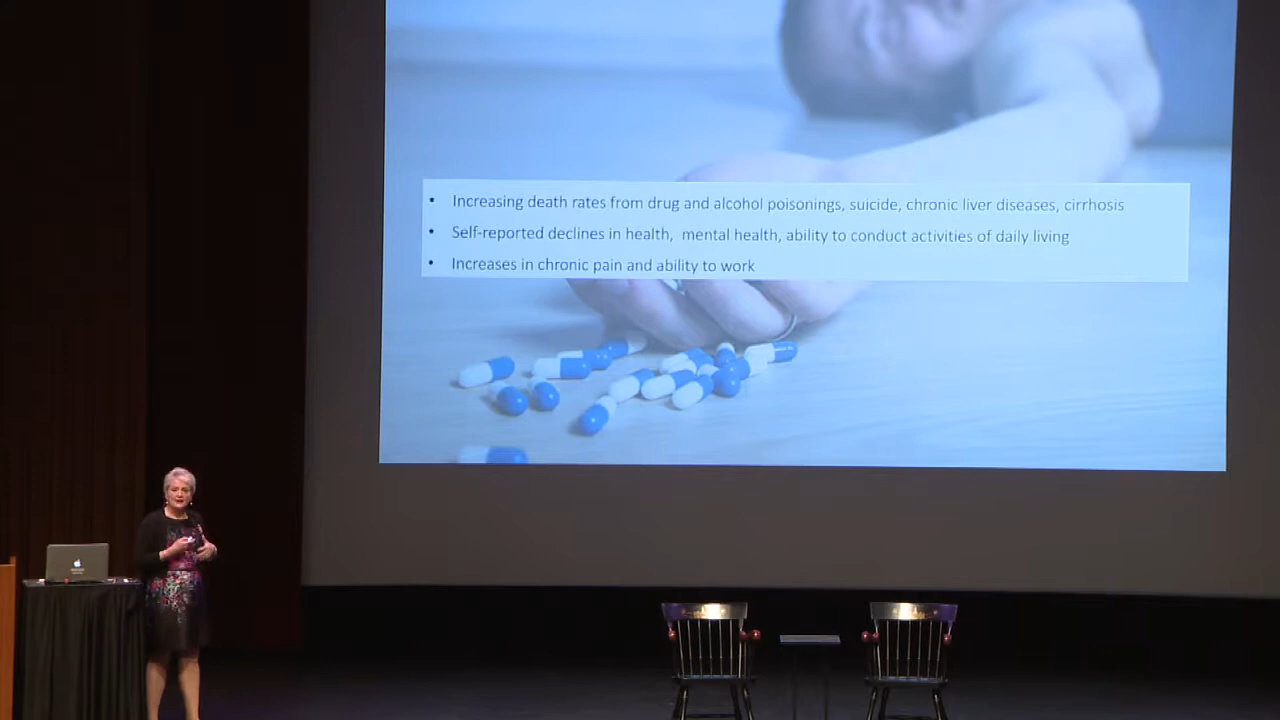 ▪ Increasing death rates from drug and alcohol poisonings, suicide, chronic liver diseases, cirrhosis
• Self-reported declines in health, mental health, ability to conduct activities of daily living
• Increases in chronic pain and ability to work